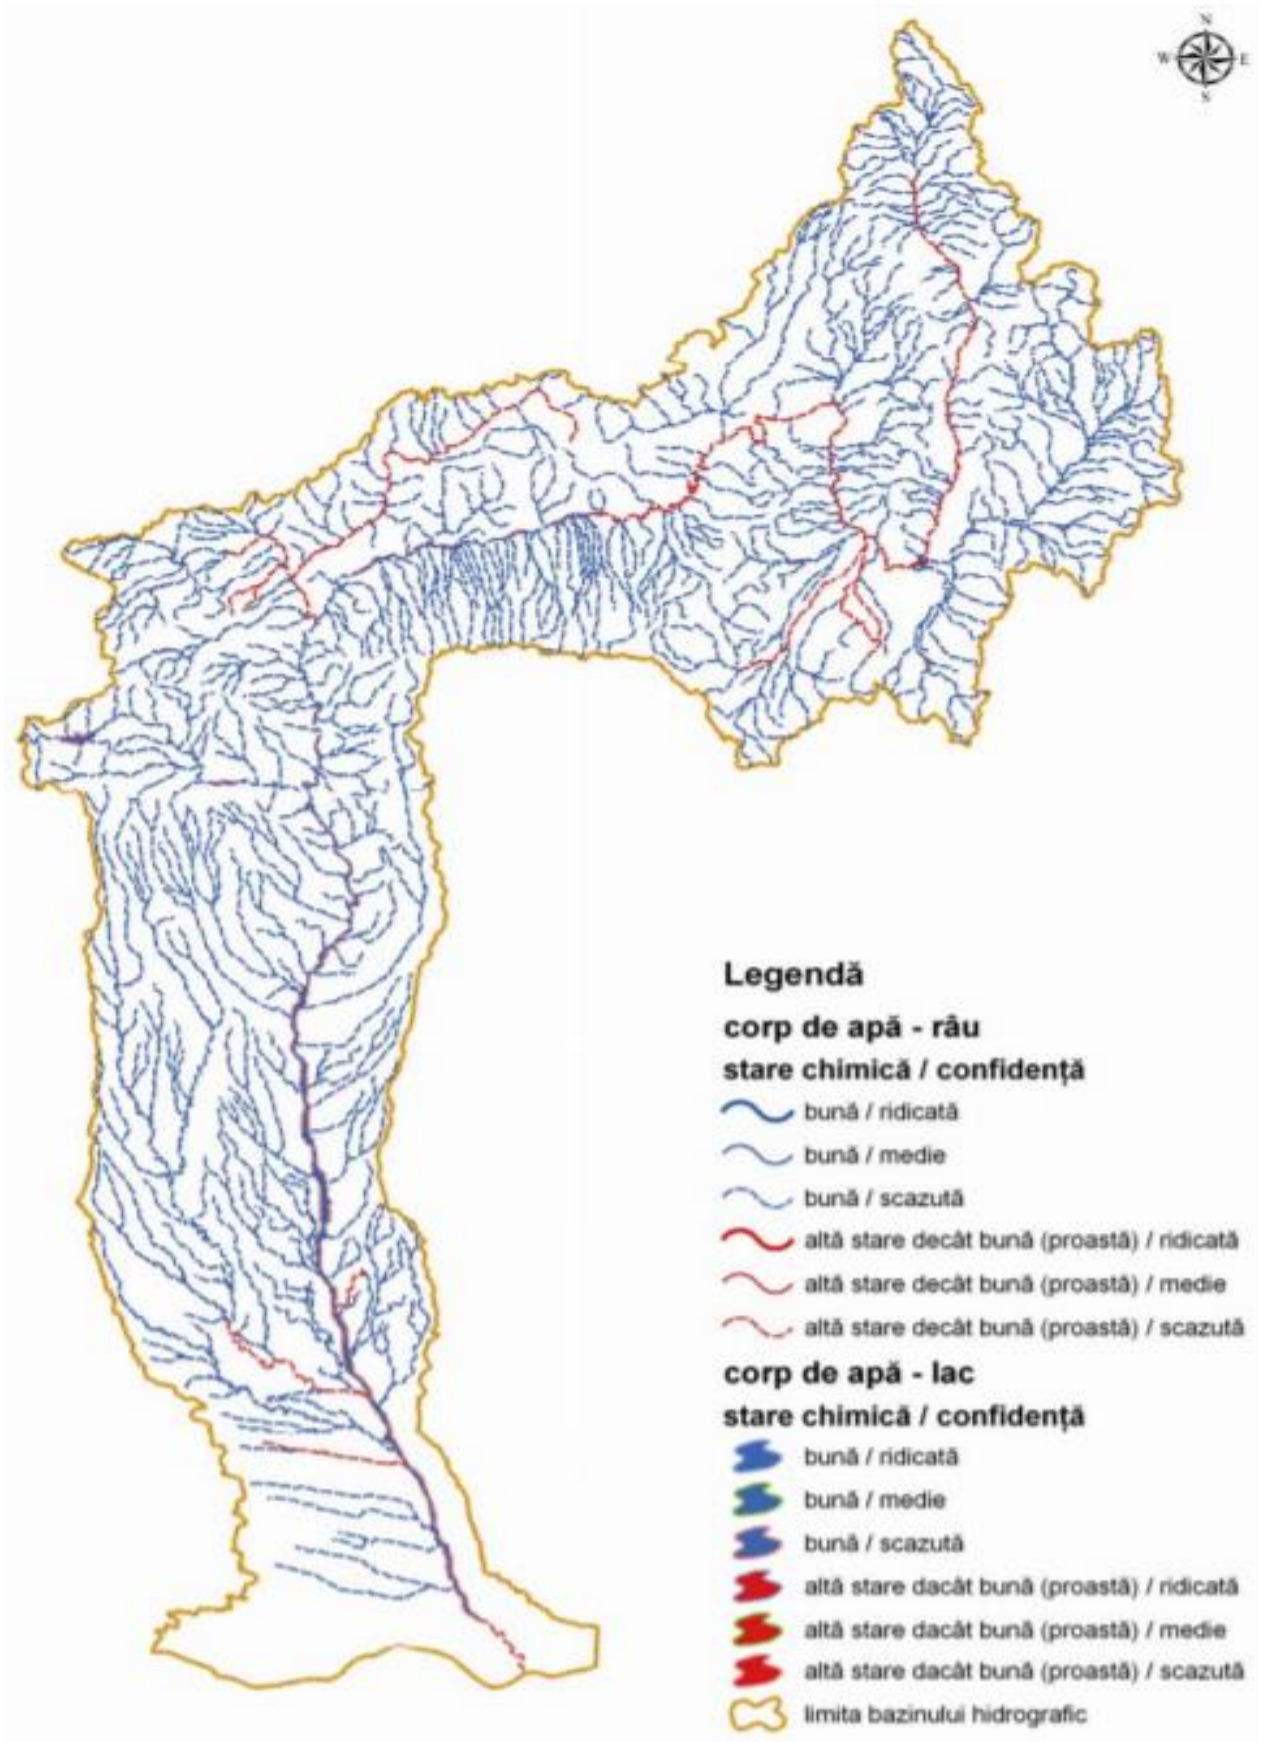 N
W E
S
Legendă
corp de apă - râu
stare chimică / confidență
bună / ridicată
bună / medie
bună / scazută
altă stare decât bună (proastă) / ridicată
altă stare decât bună (proastă) / medie
altă stare decât bună (proastă) / scazută
corp de apă - lac
stare chimică / confidență
bună / ridicată
bună / medie
bună / scazută
altă stare dacât bună (proastă) / ridicată
altă stare dacât bună (proastă) / medie
altă stare dacât bună (proastă) / scazută
limita bazinului hidrografic